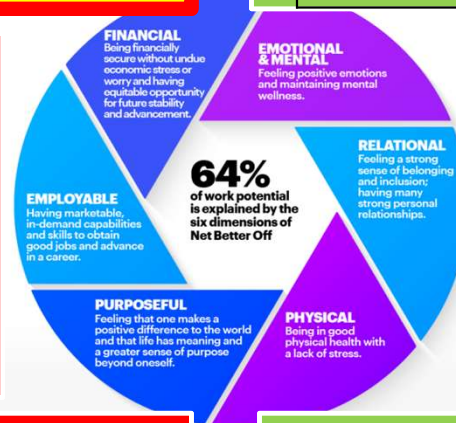 FINANCIAL
Being financially
secure without undue
economic stress or
worry and having
equitable opportunity
for future stability
and advancement.
EMOTIONAL
& MENTAL
Feeling positive emotions
and maintaining mental
wellness.
RELATIONAL
Feeling a strong
sense of belonging
and inclusion;
having many
strong personal
relationships.
64%
of work potential
is explained by the
six dimensions of
Net Better Off
EMPLOYABLE
Having marketable,
in-demand capabilities
and skills to obtain
good jobs and advance
in a career.
PURPOSEFUL
Feeling that one makes a
positive difference to the world
and that life has meaning and
a greater sense of purpose
beyond oneself.
PHYSICAL
Being in good
physical health with
a lack of stress.